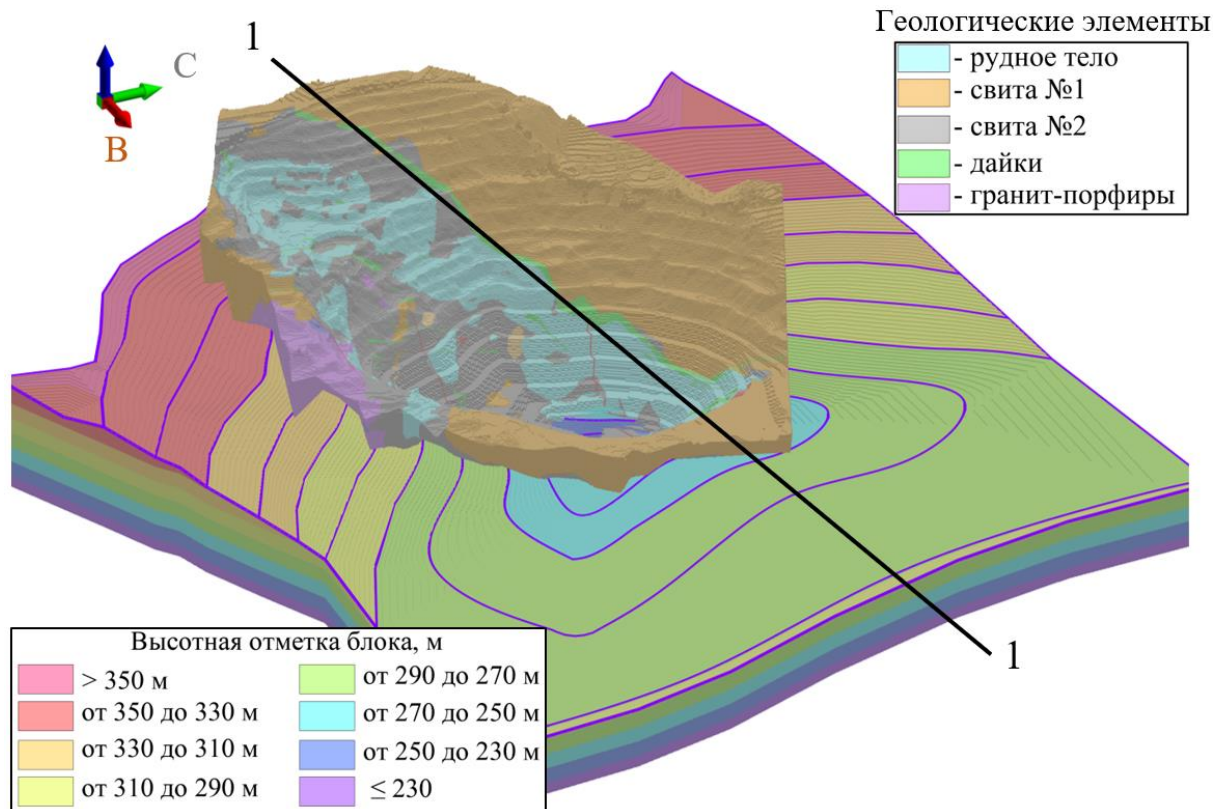 1
Геологические элементы
- рудное тело
- свита №1
- свита №2
- дайки
- гранит-порфиры
С
В
1
Высотная отметка блока, м
> 350 м
от 350 до 330 м
от 330 до 310 м
от 310 до 290 м
от 290 до 270 м
от 270 до 250 м
от 250 до 230 м
≤ 230